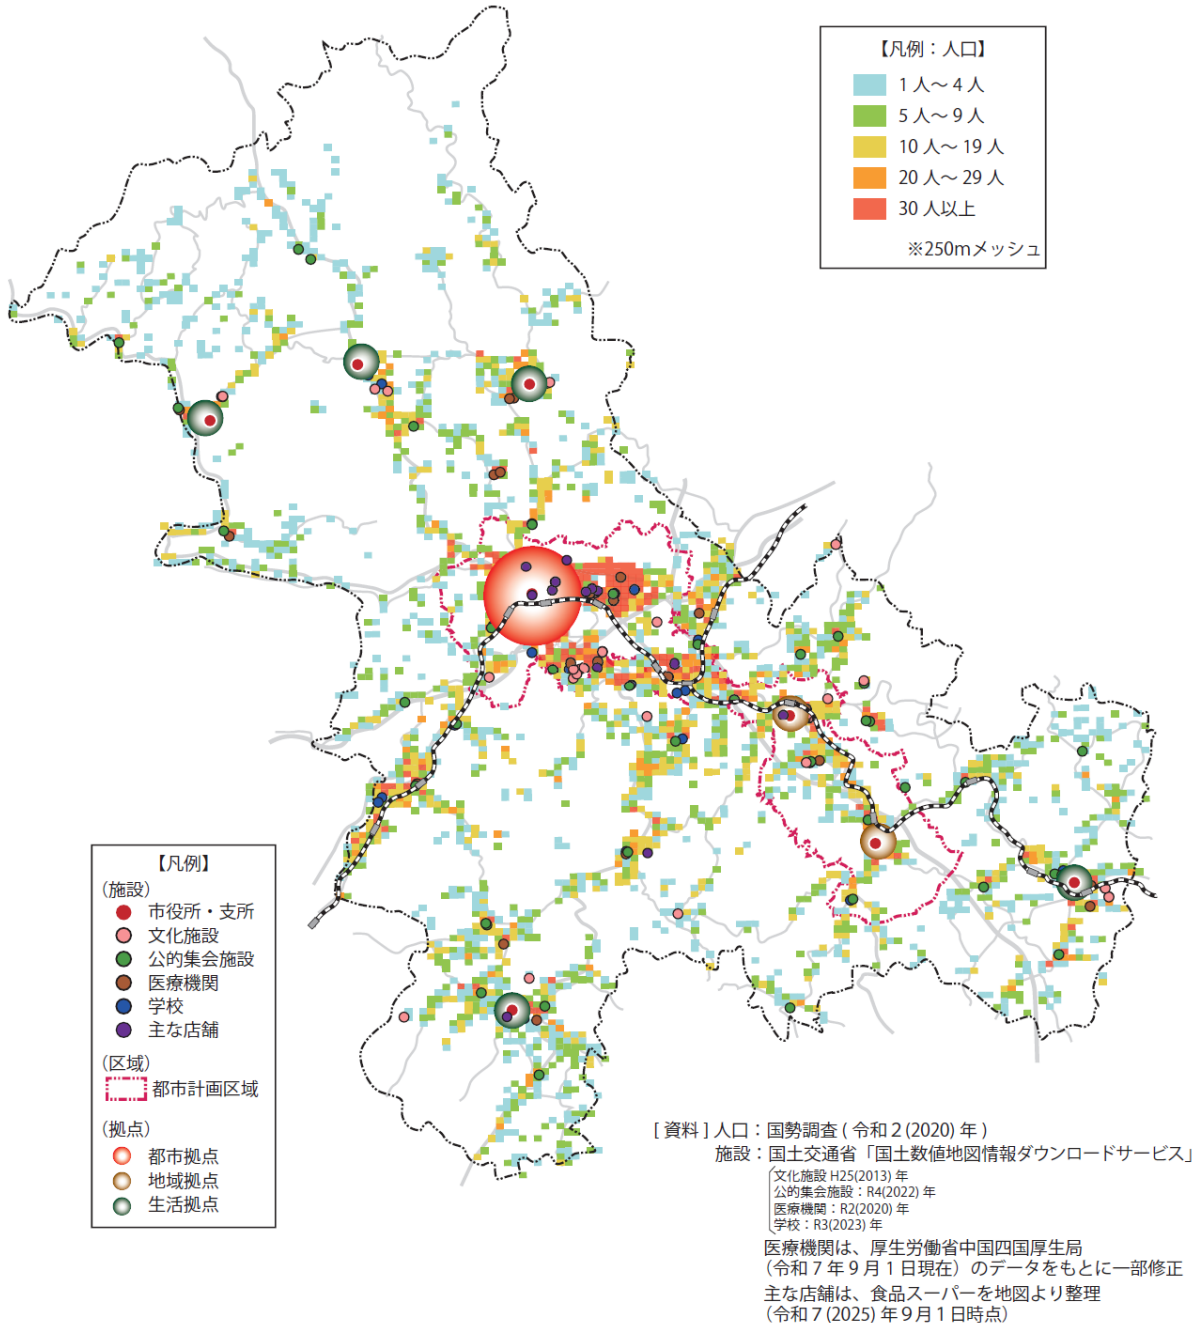 【凡例：人口】
1人～4人
5人～9人
10人～19人
20人～29人
30人以上
※250mメッシュ
【凡例】
（施設）
市役所・支所
文化施設
公的集会施設
医療機関
学校
主な店舗
（区域）
都市計画区域
（拠点）
都市拠点
地域拠点
生活拠点
[資料]人口：国勢調査(令和2(2020)年)
施設：国土交通省「国土数値地図情報ダウンロードサービス」
文化施設 H25(2013)年
公的集会施設：R4(2022)年
医療機関：R2(2020)年
学校：R3(2023)年
医療機関は、厚生労働省中国四国厚生局
（令和7年9月1日現在）のデータをもとに一部修正
主な店舗は、食品スーパーを地図より整理
（令和7(2025)年9月1日時点）